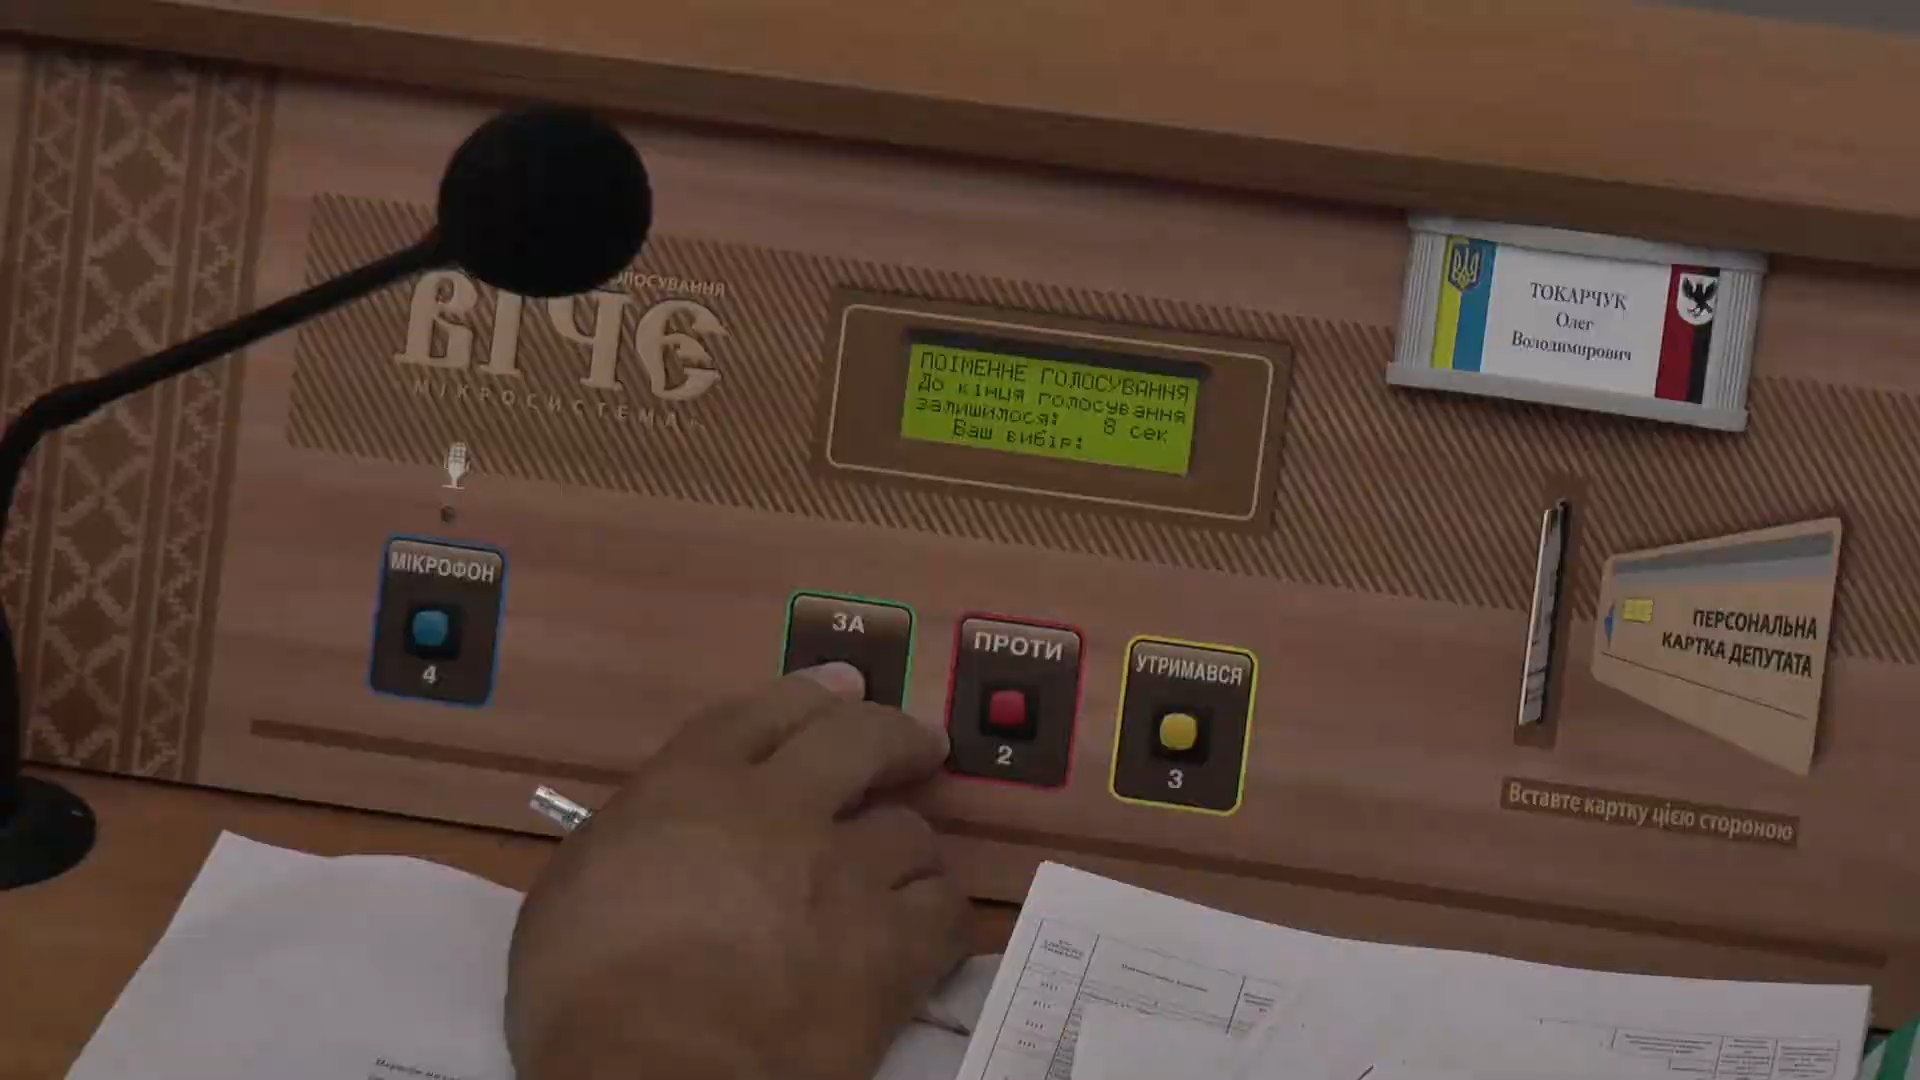 ГОЛОСУВАННЯ
ВІЧЄ
МІКРОСИСТЕМА
ПОІМЕННЕ ГОЛОСУВАННЯ
До кінця голосування
залишилося: 8 сек
Ваш вибір:
ТОКАРЧУК
Олег
Володимирович
МІКРОФОН
4
ЗА
ПРОТИ
2
УТРИМАВСЯ
3
ПЕРСОНАЛЬНА
КАРТКА ДЕПУТАТА
Вставте картку цією стороною